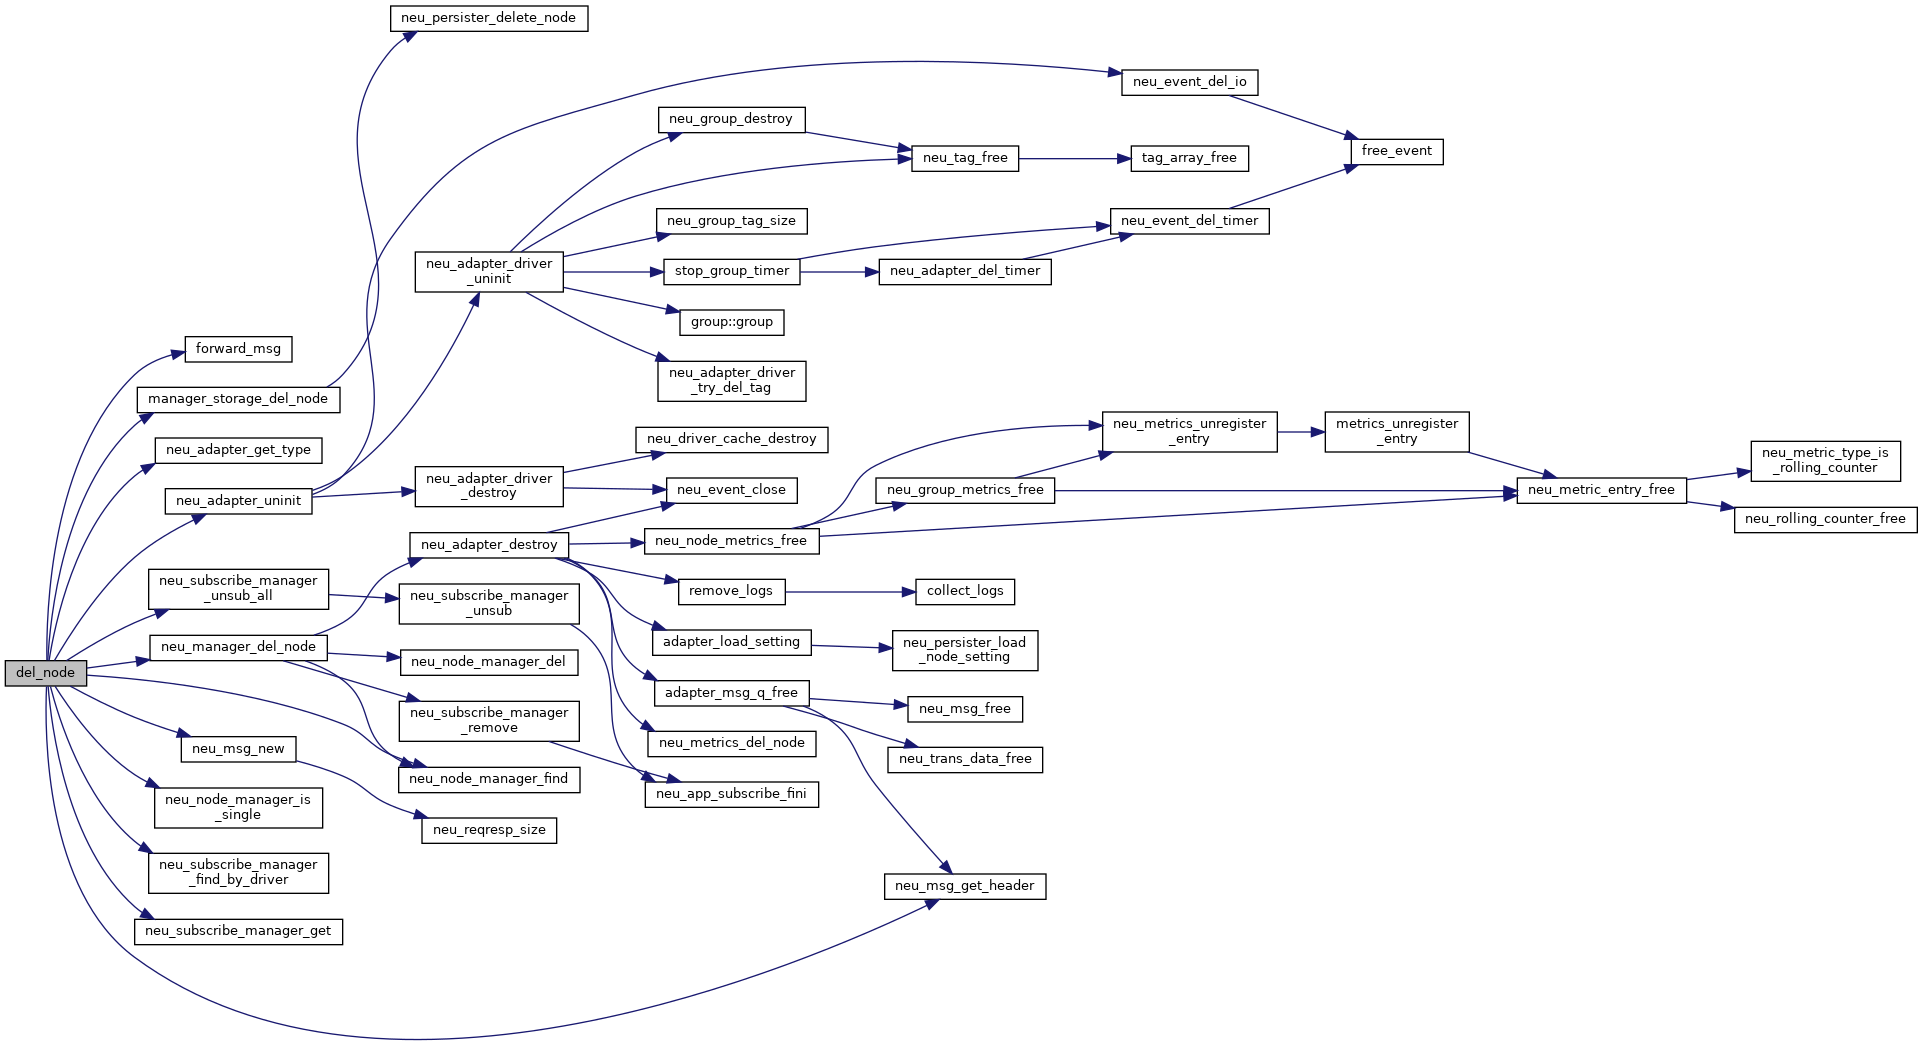 del_node
forward_msg
manager_storage_del_node
neu_persister_delete_node
neu_adapter_get_type
neu_adapter_uninit
neu_adapter_driver
_uninit
neu_group_destroy
neu_tag_free
tag_array_free
neu_group_tag_size
stop_group_timer
neu_adapter_del_timer
neu_event_del_timer
neu_event_del_io
free_event
group::group
neu_adapter_driver
_try_del_tag
neu_adapter_driver
_destroy
neu_driver_cache_destroy
neu_event_close
neu_subscribe_manager
_unsub_all
neu_subscribe_manager
_unsub
neu_manager_del_node
neu_adapter_destroy
neu_node_metrics_free
neu_group_metrics_free
neu_metrics_unregister
_entry
metrics_unregister
_entry
neu_metric_entry_free
neu_metric_type_is
_rolling_counter
neu_rolling_counter_free
remove_logs
collect_logs
adapter_load_setting
neu_persister_load
_node_setting
adapter_msg_q_free
neu_msg_free
neu_trans_data_free
neu_metrics_del_node
neu_node_manager_del
neu_subscribe_manager
_remove
neu_app_subscribe_fini
neu_node_manager_find
neu_msg_new
neu_reqresp_size
neu_node_manager_is
_single
neu_subscribe_manager
_find_by_driver
neu_subscribe_manager_get
neu_msg_get_header